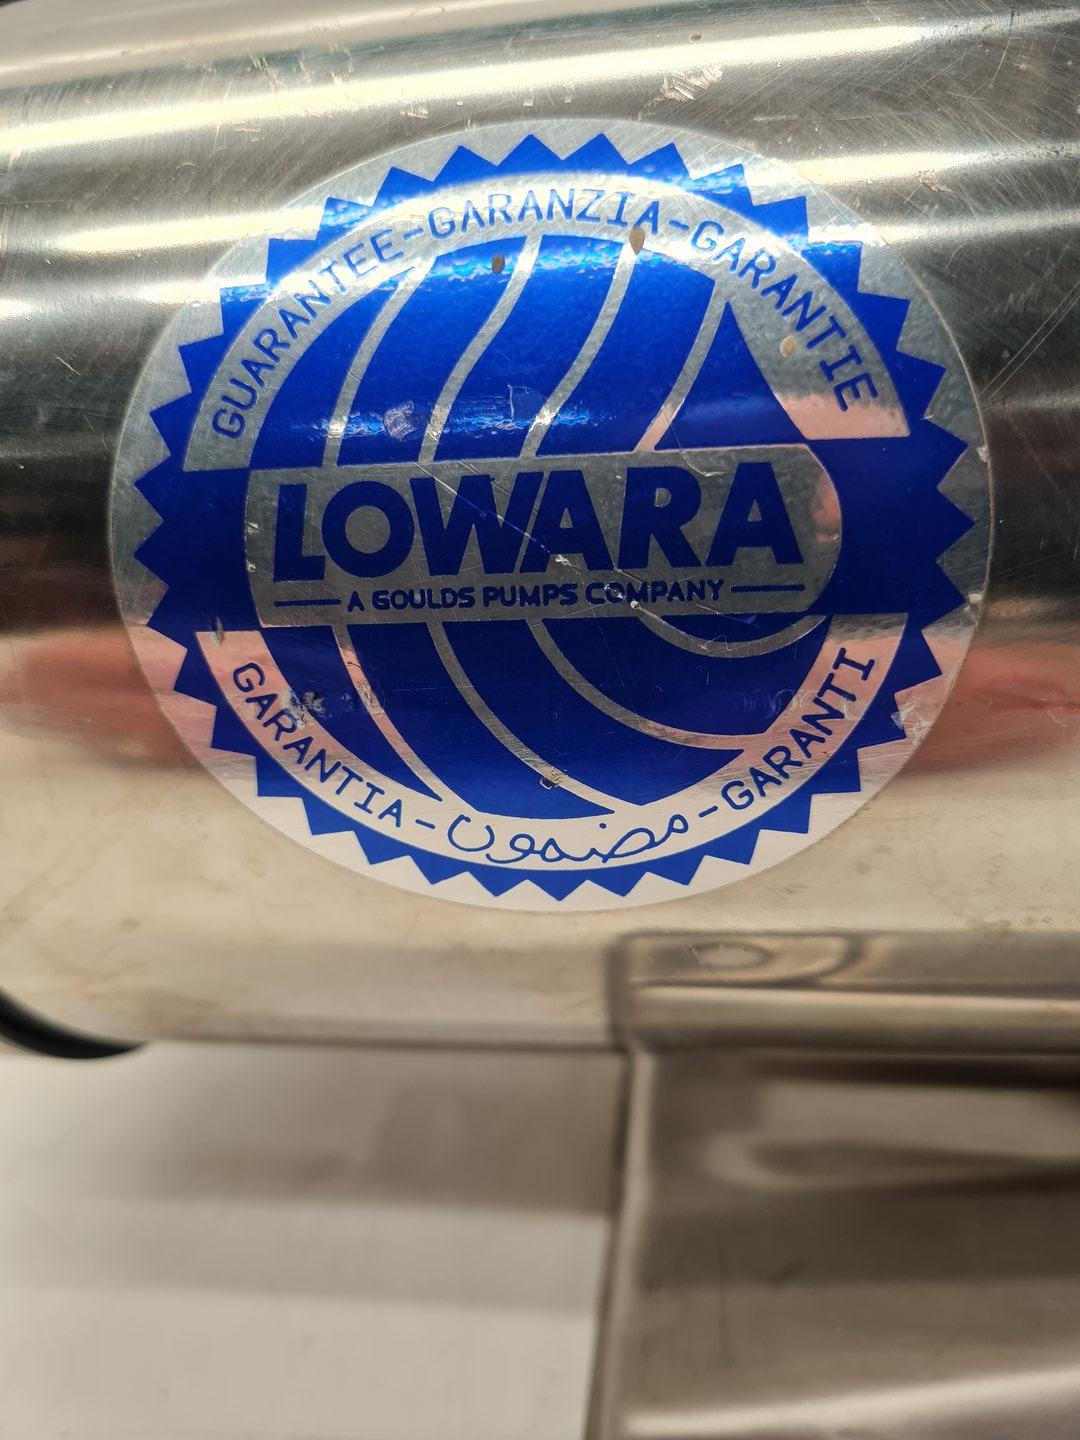 GUARANTEE-GARANZIA-GARANTIE
LOWARA
A GOULDS PUMPS COMPANY
GARANTIA-مضمون-GARANTI